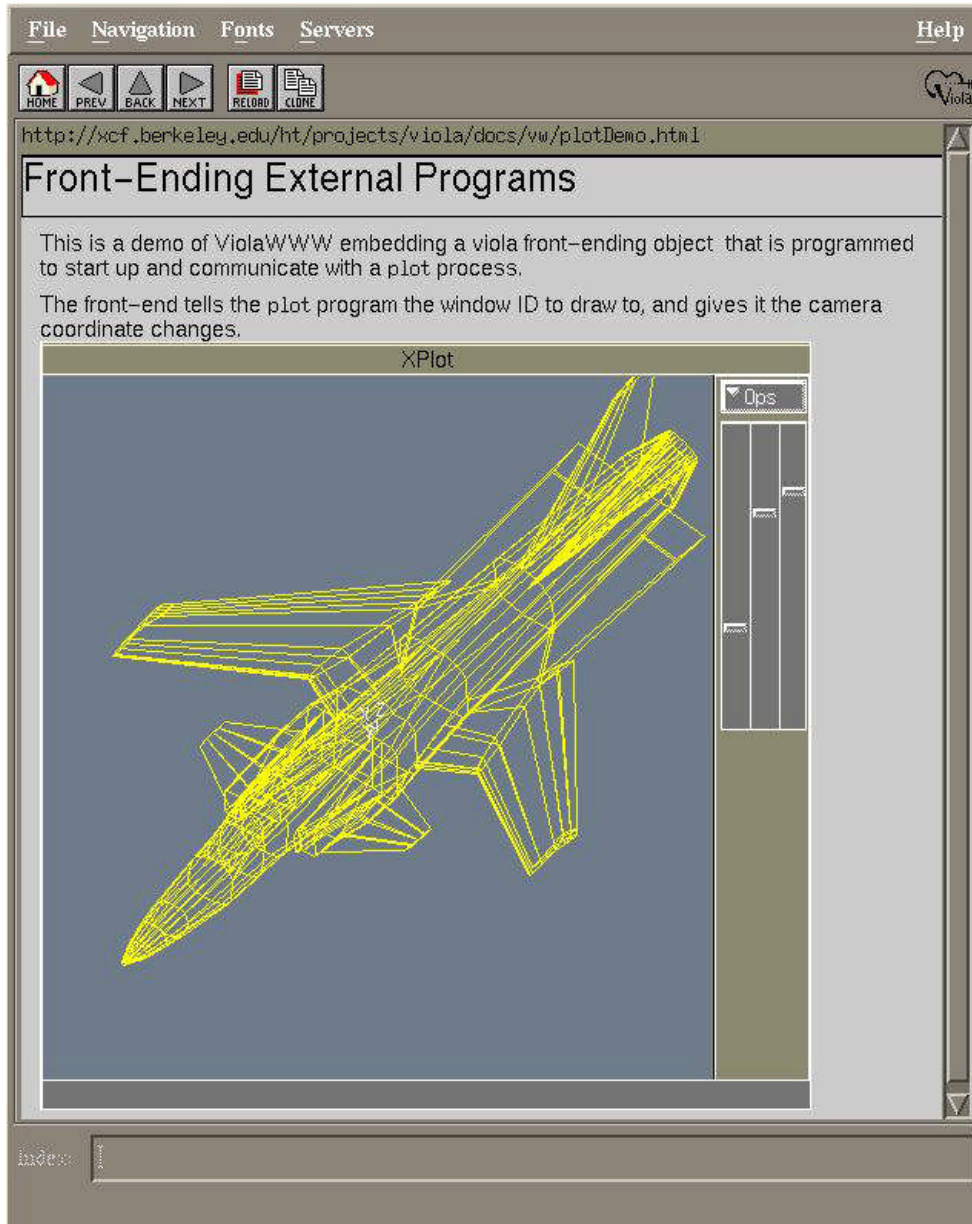 File Navigation Fonts Servers Help
HOME PREV BACK NEXT RELOAD CLONE Viola
http://xcf.berkeley.edu/ht/projects/viola/docs/vw/plotDemo.html
Front-Ending External Programs
This is a demo of ViolaWWW embedding a viola front-ending object that is programmed
to start up and communicate with a plot process.
The front-end tells the plot program the window ID to draw to, and gives it the camera
coordinate changes.
XPlot
Ops
Z
Index: